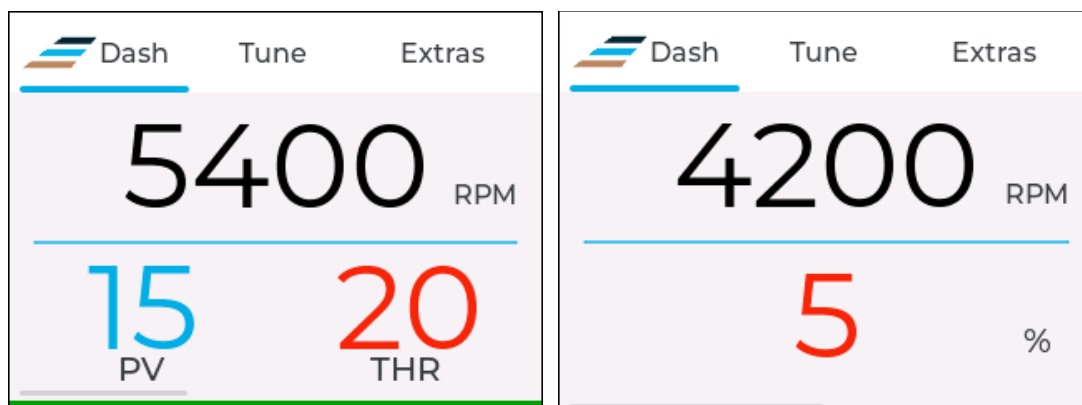 Dash Tune Extras
5400 RPM
15 20
PV THR
Dash Tune Extras
4200 RPM
5 %